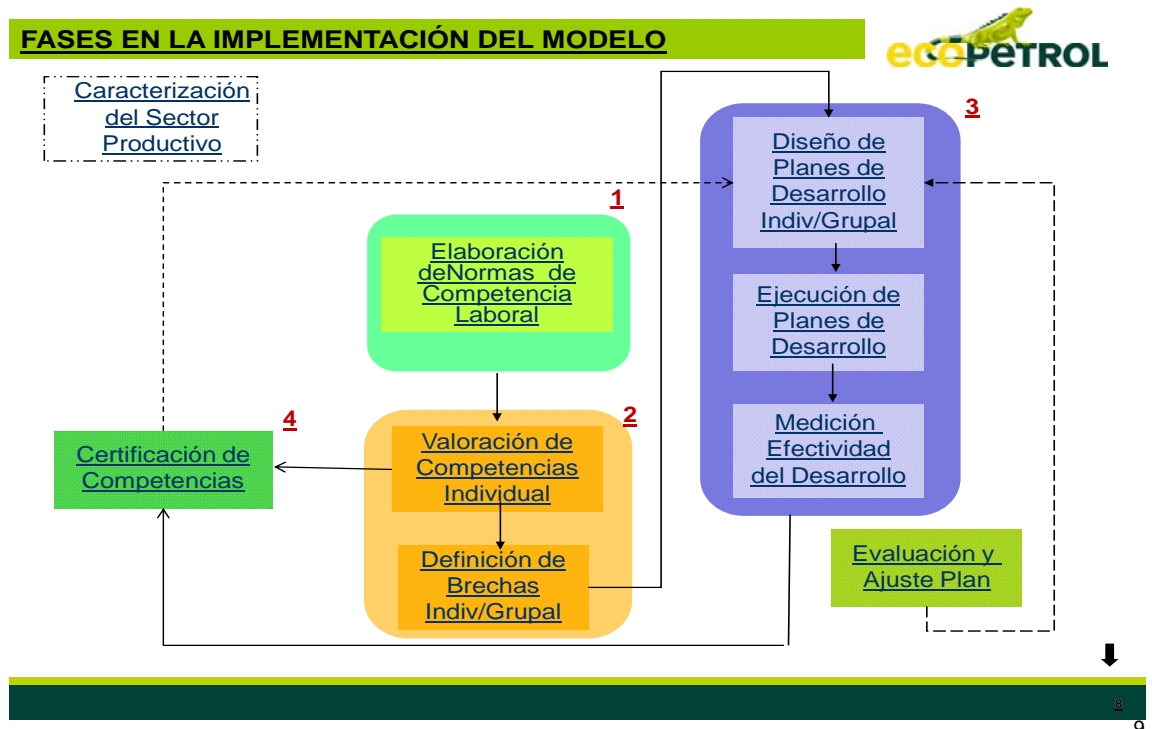 FASES EN LA IMPLEMENTACIÓN DEL MODELO
ecopeTROL
Caracterización
del Sector
Productivo
3
Diseño de
Planes de
Desarrollo
Indiv/Grupal
1
Elaboración
deNormas de
Competencia
Laboral
Ejecución de
Planes de
Desarrollo
4
2
Certificación de
Competencias
Valoración de
Competencias
Individual
Medición
Efectividad
del Desarrollo
Definición de
Brechas
Indiv/Grupal
Evaluación y
Ajuste Plan
8
9